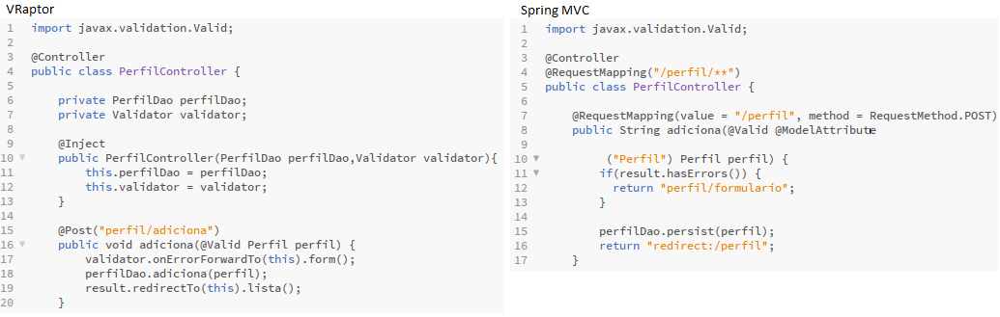 VRaptor
1 import javax.validation.Valid;
2
3 @Controller
4 public class PerfilController {
5
6 private PerfilDao perfilDao;
7 private Validator validator;
8
9 @Inject
10 public PerfilController(PerfilDao perfilDao,Validator validator){
11 this.perfilDao = perfilDao;
12 this.validator = validator;
13 }
14
15 @Post("perfil/adiciona")
16 public void adiciona(@Valid Perfil perfil) {
17 validator.onErrorForwardTo(this).form();
18 perfilDao.adiciona(perfil);
19 result.redirectTo(this).lista();
20 }
Spring MVC
1 import javax.validation.Valid;
2
3 @Controller
4 @RequestMapping("/perfil/**")
5 public class PerfilController {
6
7 @RequestMapping(value = "/perfil", method = RequestMethod.POST)
8 public String adiciona(@Valid @ModelAttribute
9
10 ("Perfil") Perfil perfil) {
11 if(result.hasErrors()) {
12 return "perfil/formulario";
13 }
14
15 perfilDao.persist(perfil);
16 return "redirect:/perfil";
17 }